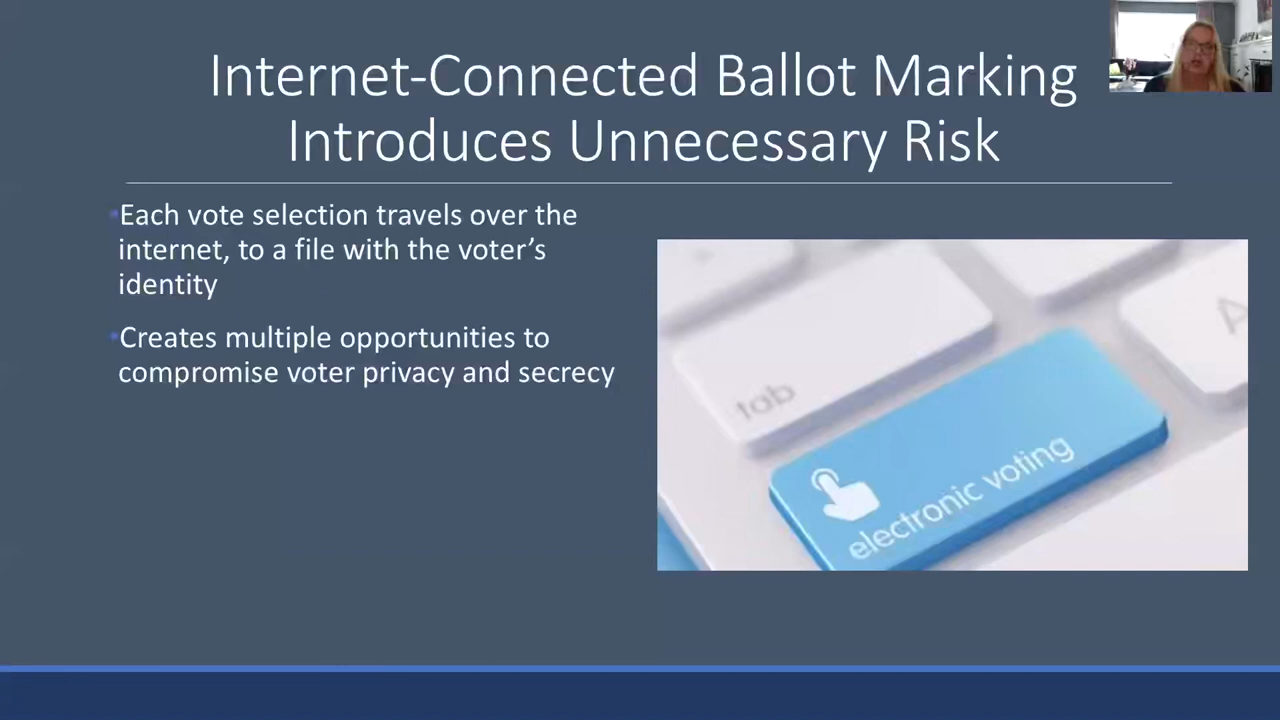 Internet-Connected Ballot Marking
Introduces Unnecessary Risk
Each vote selection travels over the
internet, to a file with the voter’s
identity
Creates multiple opportunities to
compromise voter privacy and secrecy
tab
A
electronic voting